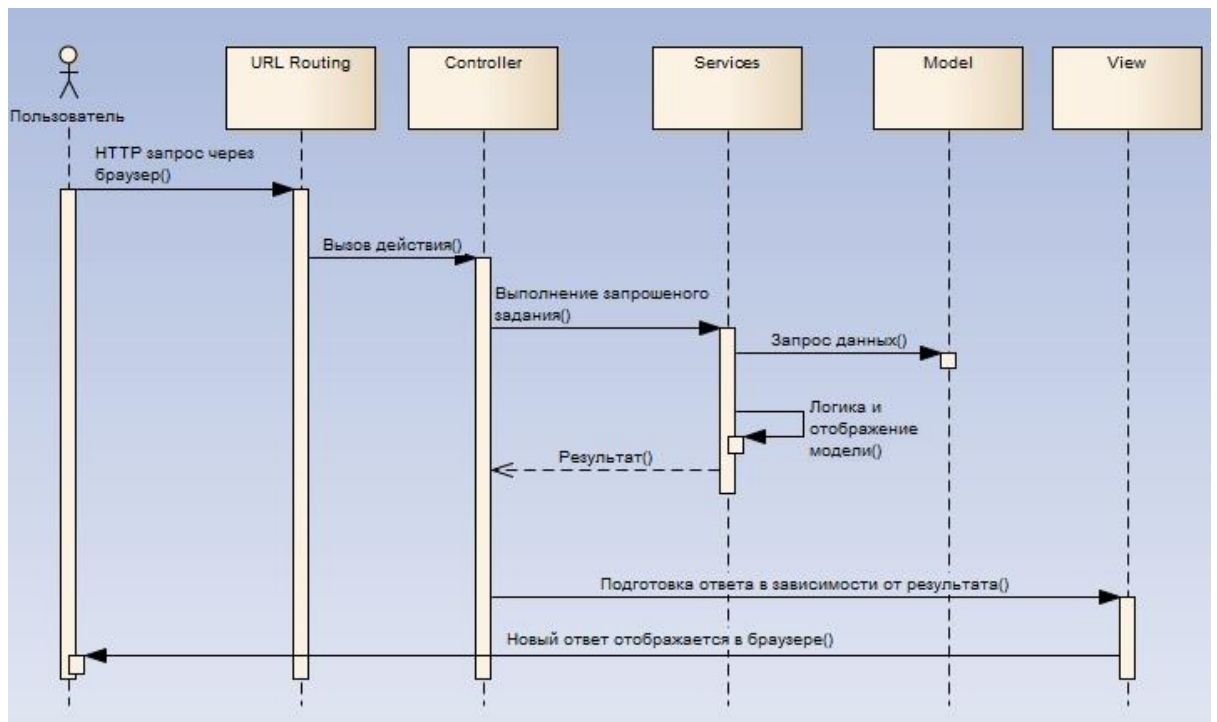 URL Routing
Controller
Services
Model
View
Пользователь
HTTP запрос через
браузер()
Вызов действия()
Выполнение запрошеного
задания()
Запрос данных()
Логика и
отображение
модели()
Результат()
Подготовка ответа в зависимости от результата()
Новый ответ отображается в браузере()